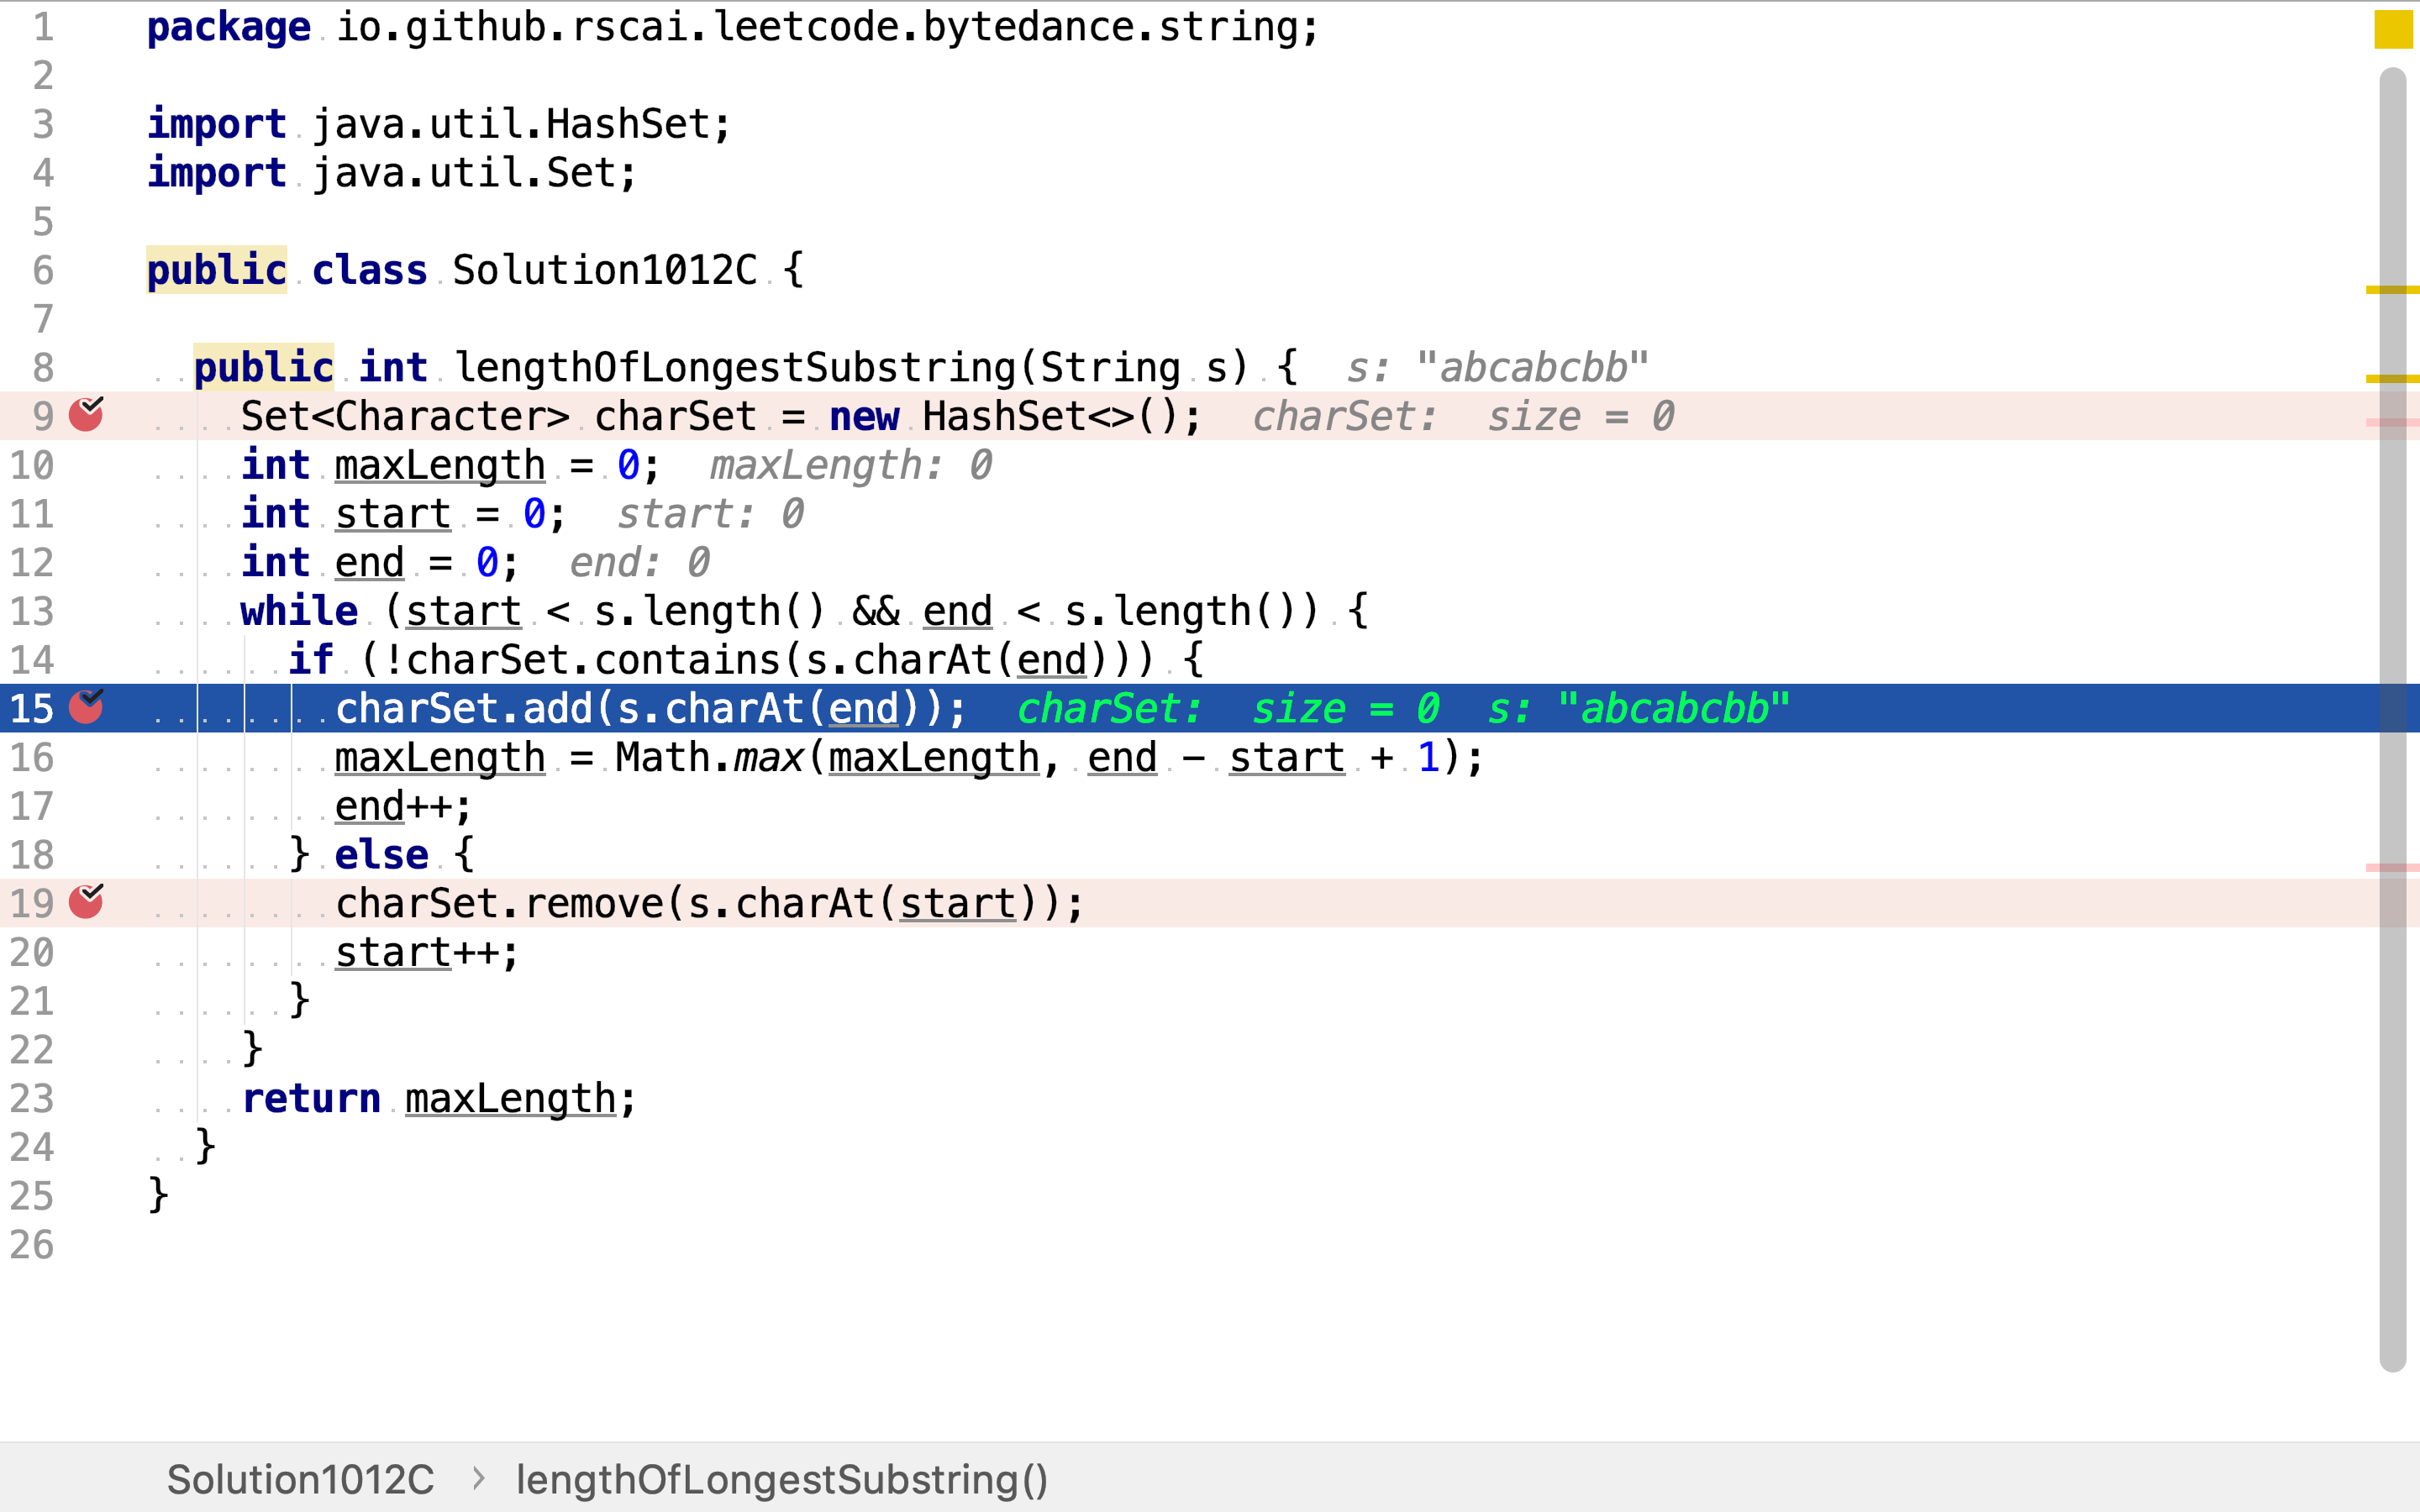 1 package io.github.rscai.leetcode.bytedance.string;
2
3 import java.util.HashSet;
4 import java.util.Set;
5
6 public class Solution1012C {
7
8 public int lengthOfLongestSubstring(String s) { s: "abcabcbb"
9 Set<Character> charSet = new HashSet<>(); charSet: size = 0
10 int maxLength = 0; maxLength: 0
11 int start = 0; start: 0
12 int end = 0; end: 0
13 while (start < s.length() && end < s.length()) {
14 if (!charSet.contains(s.charAt(end))) {
15 charSet.add(s.charAt(end)); charSet: size = 0 s: "abcabcbb"
16 maxLength = Math.max(maxLength, end - start + 1);
17 end++;
18 } else {
19 charSet.remove(s.charAt(start));
20 start++;
21 }
22 }
23 return maxLength;
24 }
25 }
26
Solution1012C > lengthOfLongestSubstring()